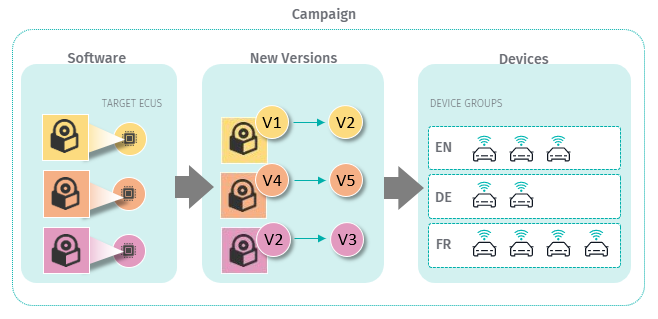 Campaign
Software
New Versions
Devices
TARGET ECUS
V1
V2
V4
V5
V2
V3
DEVICE GROUPS
EN
DE
FR